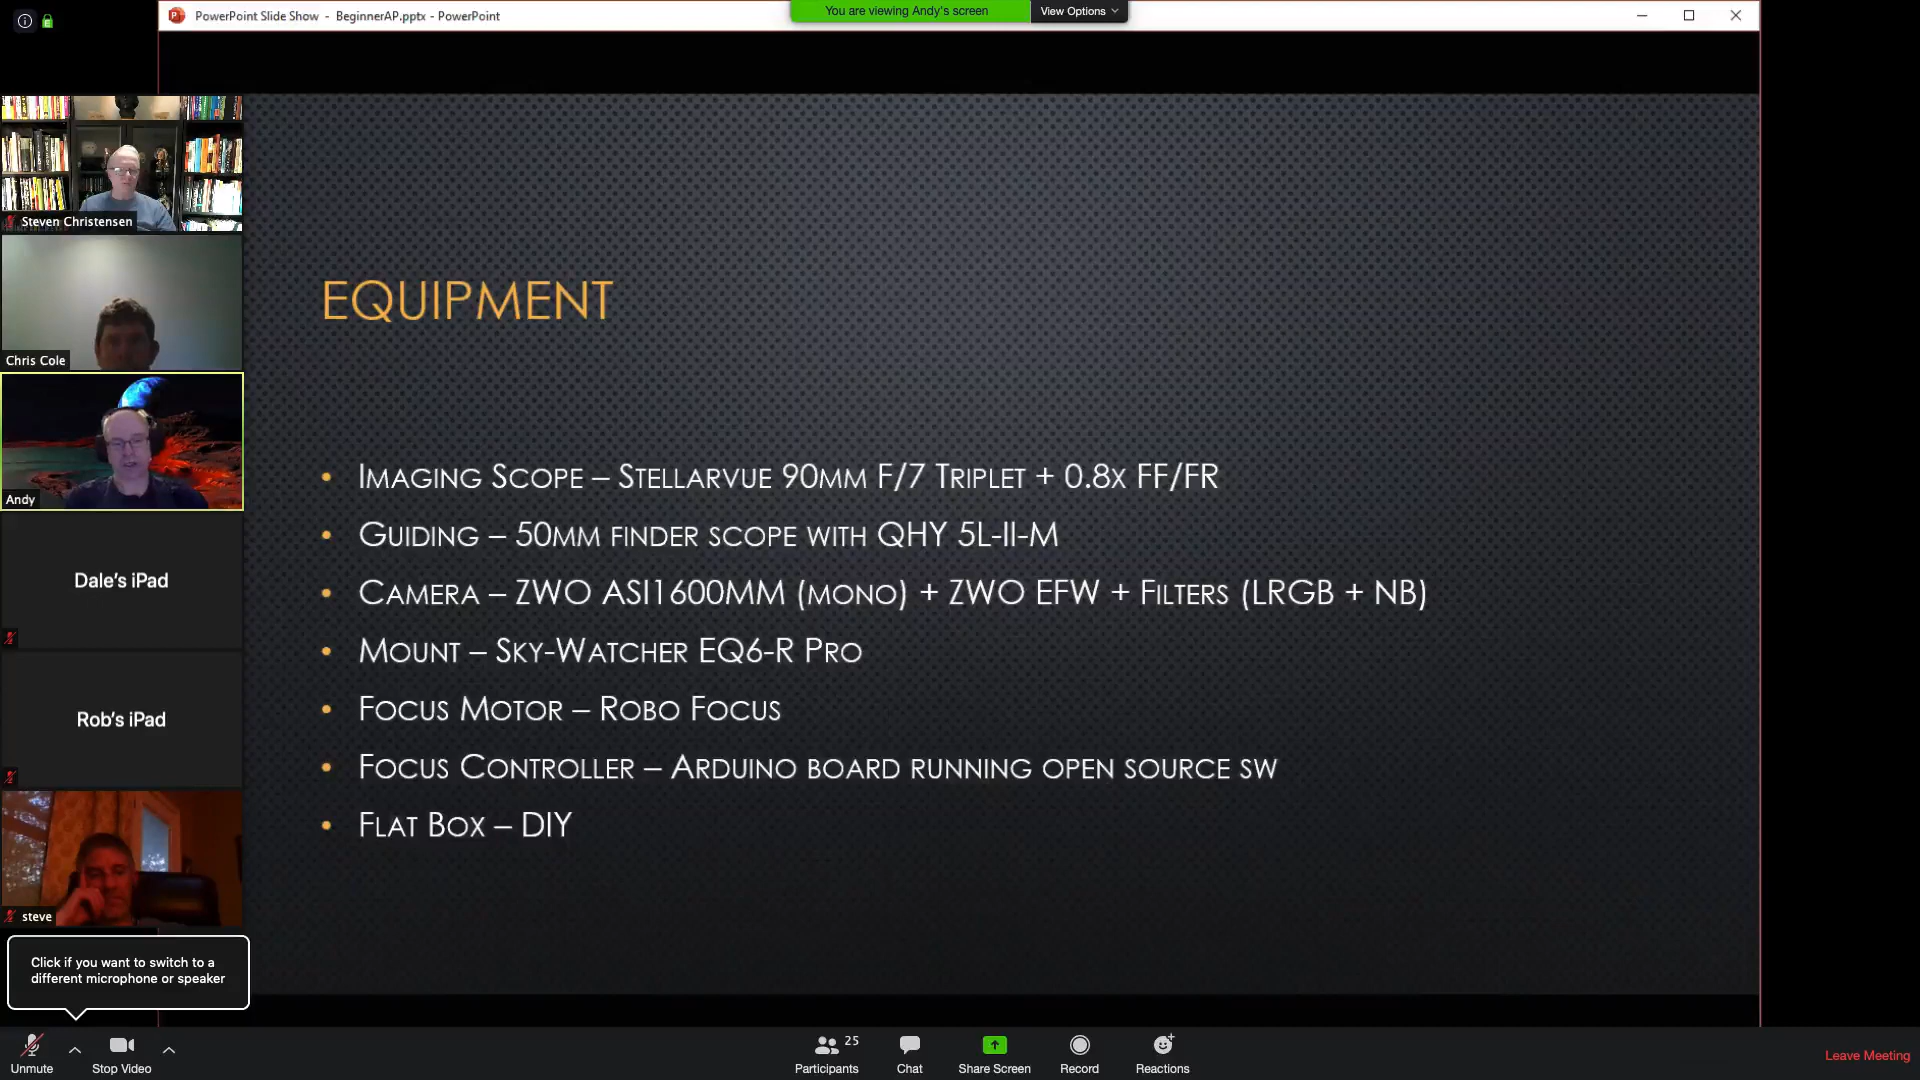 PowerPoint Slide Show - BeginnerAP.pptx - PowerPoint
You are viewing Andy's screen
View Options
Steven Christensen
Chris Cole
Andy
Dale's iPad
Rob's iPad
steve
EQUIPMENT
• IMAGING SCOPE – STELLARVUE 90MM F/7 TRIPLET + 0.8X FF/FR
• GUIDING – 50MM FINDER SCOPE WITH QHY 5L-II-M
• CAMERA – ZWO ASI1600MM (MONO) + ZWO EFW + FILTERS (LRGB + NB)
• MOUNT – SKY-WATCHER EQ6-R PRO
• FOCUS MOTOR – ROBO FOCUS
• FOCUS CONTROLLER – ARDUINO BOARD RUNNING OPEN SOURCE SW
• FLAT BOX – DIY
Click if you want to switch to a
different microphone or speaker
Unmute
Stop Video
Participants
25
Chat
Share Screen
Record
Reactions
Leave Meeting